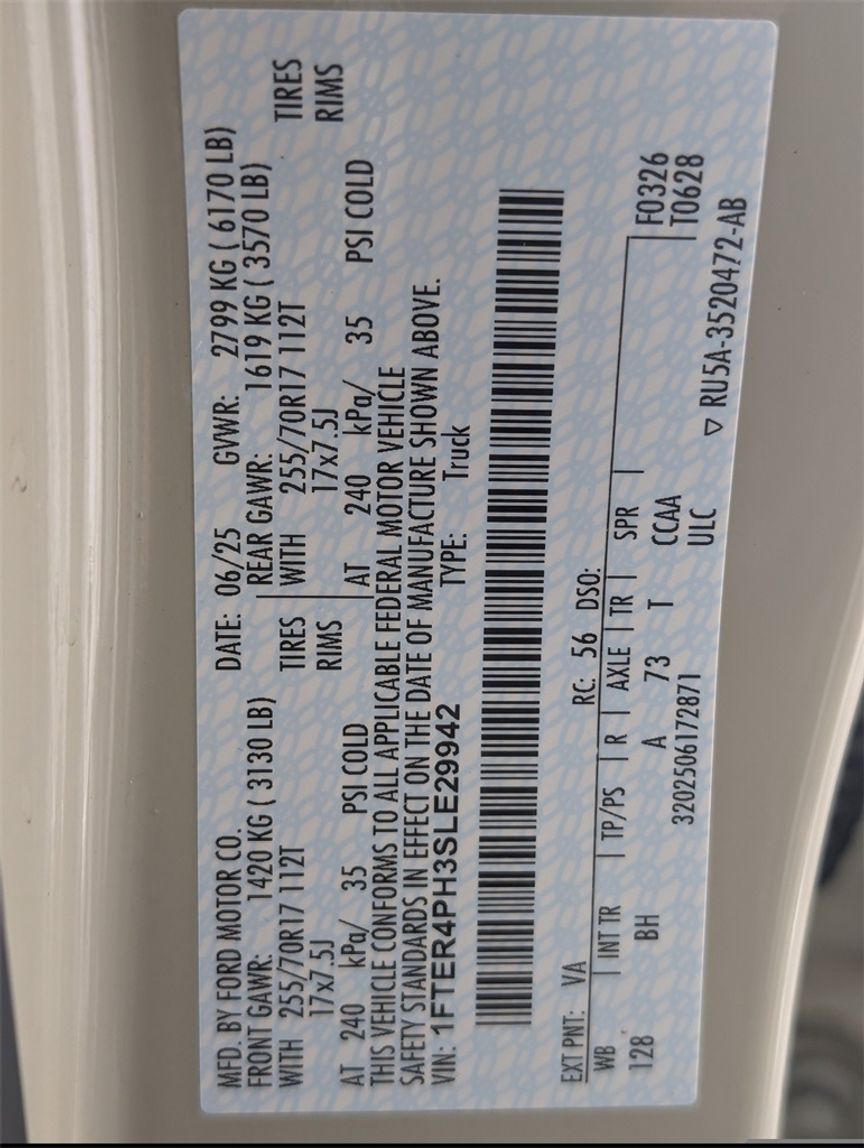 MFD. BY FORD MOTOR CO. DATE: 06/25 GVWR: 2799 KG ( 6170 LB)
FRONT GAWR: 1420 KG ( 3130 LB) REAR GAWR: 1619 KG ( 3570 LB)
WITH 255/70R17 112T TIRES WITH 255/70R17 112T TIRES
17x7.5J RIMS 17x7.5J RIMS
AT 240 kPa/ 35 PSI COLD AT 240 kPa/ 35 PSI COLD
THIS VEHICLE CONFORMS TO ALL APPLICABLE FEDERAL MOTOR VEHICLE
SAFETY STANDARDS IN EFFECT ON THE DATE OF MANUFACTURE SHOWN ABOVE.
VIN: 1FTER4PH3SLE29942 TYPE: Truck
EXT PNT: VA RC: 56 DSO:
WB | INT TR | TP/PS | R | AXLE | TR | SPR | F0326
128 BH A 73 T CCAA T0628
3202506172871 ULC
▽ RU5A-3520472-AB